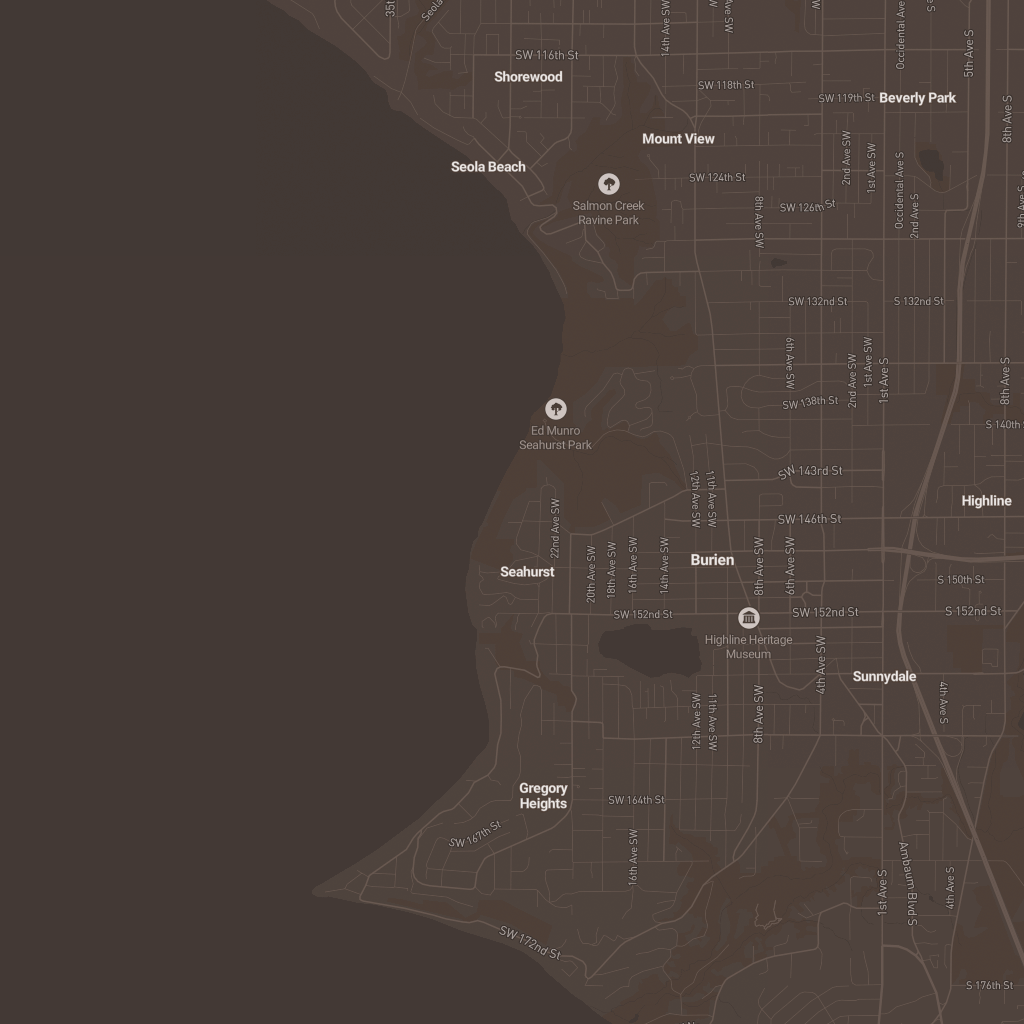 35t
Seola
14th Ave SW
Ave SW
W
SW
Occidental Ave
S
5th Ave S
SW 116th St
Shorewood
SW 118th St
SW 119th St
Beverly Park
8th Ave S
Mount View
2nd Ave SW
1st Ave SW
Seola Beach
SW 124th St
Occidental Ave S
2nd Ave S
9th Ave S
Salmon Creek
Ravine Park
8th Ave SW
SW 126th St
SW 132nd St
S 132nd St
6th Ave SW
2nd Ave SW
1st Ave SW
1st Ave S
8th Ave S
SW 138th St
Ed Munro
Seahurst Park
S 140th S
12th Ave SW
11th Ave SW
SW 143rd St
Highline
22nd Ave SW
SW 146th St
Seahurst
20th Ave SW
18th Ave SW
16th Ave SW
14th Ave SW
Burien
8th Ave SW
6th Ave SW
S 150th St
SW 152nd St
SW 152nd St
S 152nd St
Highline Heritage
Museum
4th Ave SW
Sunnydale
12th Ave SW
11th Ave SW
8th Ave SW
4th Ave S
Gregory
Heights
SW 164th St
SW 167th St
16th Ave SW
1st Ave S
Ambaum Blvd S
4th Ave S
SW 172nd St
S 176th St